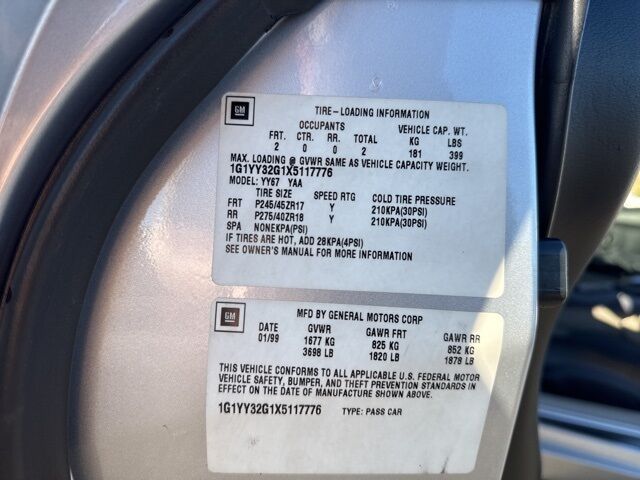 GM
TIRE-LOADING INFORMATION
OCCUPANTS VEHICLE CAP. WT.
FRT. CTR. RR. TOTAL KG LBS
2 0 0 2 181 399
MAX. LOADING @ GVWR SAME AS VEHICLE CAPACITY WEIGHT.
1G1YY32G1X5117776
MODEL: YY67 YAA
TIRE SIZE SPEED RTG COLD TIRE PRESSURE
FRT P245/45ZR17 Y 210KPA(30PSI)
RR P275/40ZR18 Y 210KPA(30PSI)
SPA NONEKPA(PSI)
IF TIRES ARE HOT, ADD 28KPA(4PSI)
SEE OWNER'S MANUAL FOR MORE INFORMATION
GM
MFD BY GENERAL MOTORS CORP
DATE GVWR GAWR FRT GAWR RR
01/99 1677 KG 825 KG 852 KG
3698 LB 1820 LB 1878 LB
THIS VEHICLE CONFORMS TO ALL APPLICABLE U.S. FEDERAL MOTOR
VEHICLE SAFETY, BUMPER, AND THEFT PREVENTION STANDARDS IN
EFFECT ON THE DATE OF MANUFACTURE SHOWN ABOVE.
1G1YY32G1X5117776 TYPE: PASS CAR